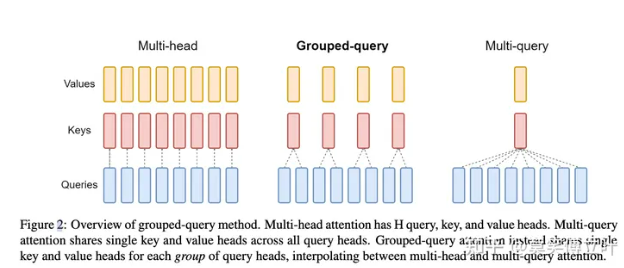 Multi-head Grouped-query Multi-query
Values
Keys
Queries
Figure 2: Overview of grouped-query method. Multi-head attention has H query, key, and value heads. Multi-query
attention shares single key and value heads across all query heads. Grouped-query attention instead shares single
key and value heads for each group of query heads, interpolating between multi-head and multi-query attention.